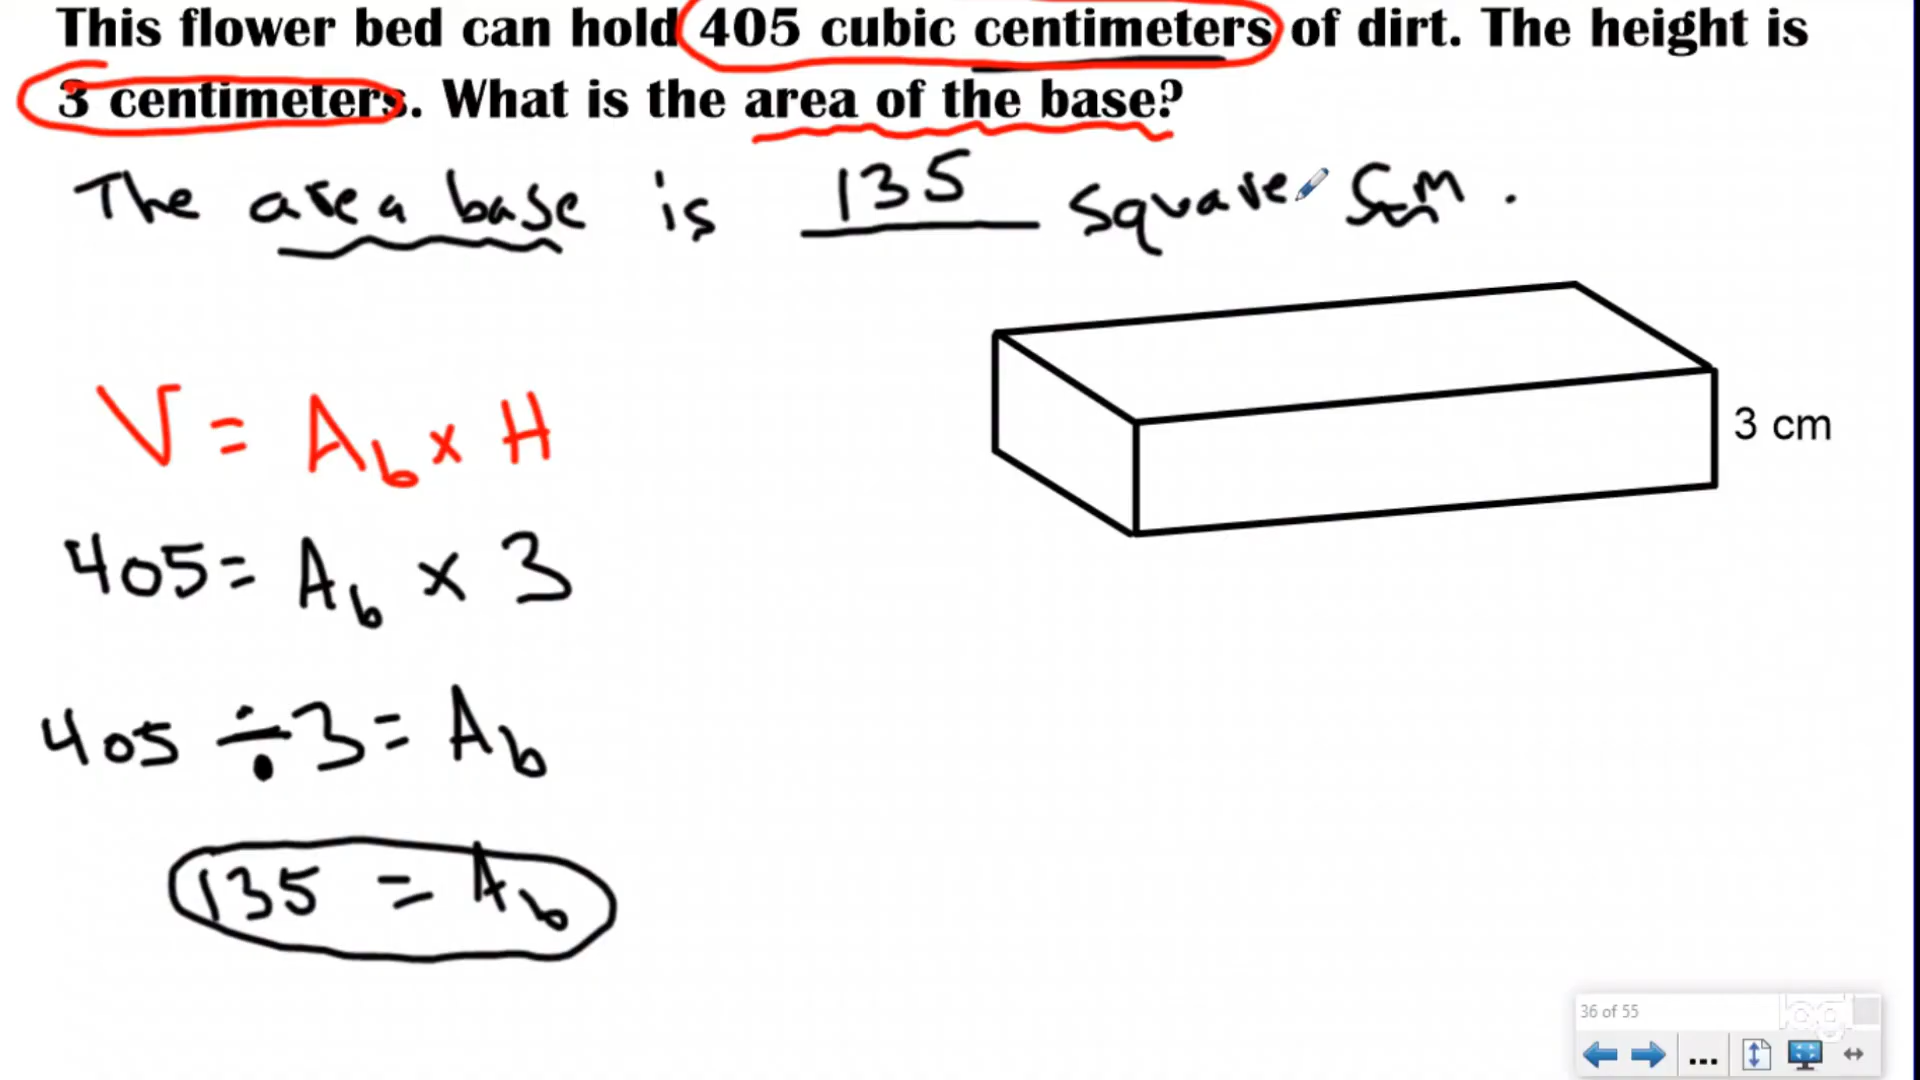 This flower bed can hold 405 cubic centimeters of dirt. The height is
3 centimeters. What is the area of the base?
The area base is 135 square cm.
V = Ab x H
3 cm
405 = Ab x 3
405 ÷ 3 = Ab
135 = Ab
36 of 55
...